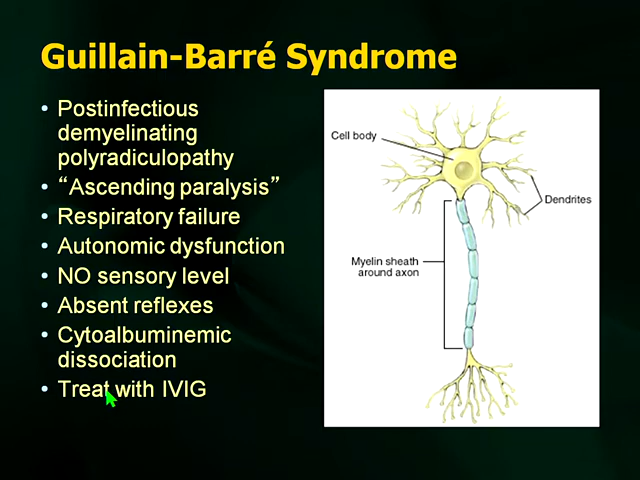 Guillain-Barré Syndrome
• Postinfectious
demyelinating
polyradiculopathy
• “Ascending paralysis”
• Respiratory failure
• Autonomic dysfunction
• NO sensory level
• Absent reflexes
• Cytoalbuminemic
dissociation
• Treat with IVIG
Cell body
Dendrites
Myelin sheath
around axon